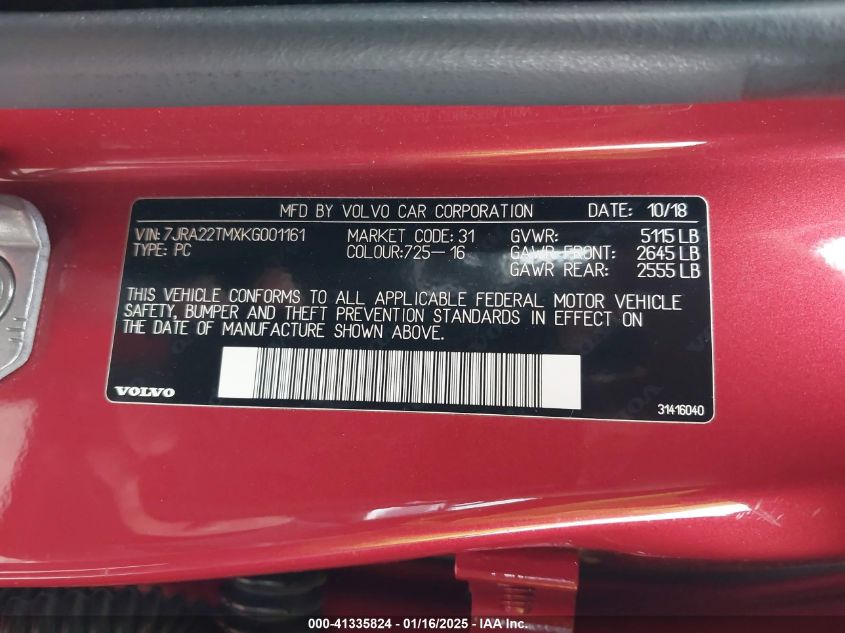 MFD BY VOLVO CAR CORPORATION DATE: 10/18
VIN: 7JRA22TMXKG001161 MARKET CODE: 31 GVWR: 5115 LB
TYPE: PC COLOUR:725-16 GAWR FRONT: 2645 LB
GAWR REAR: 2555 LB
THIS VEHICLE CONFORMS TO ALL APPLICABLE FEDERAL MOTOR VEHICLE
SAFETY, BUMPER AND THEFT PREVENTION STANDARDS IN EFFECT ON
THE DATE OF MANUFACTURE SHOWN ABOVE.
VOLVO 31416040
000-41335824 - 01/16/2025 - IAA Inc.